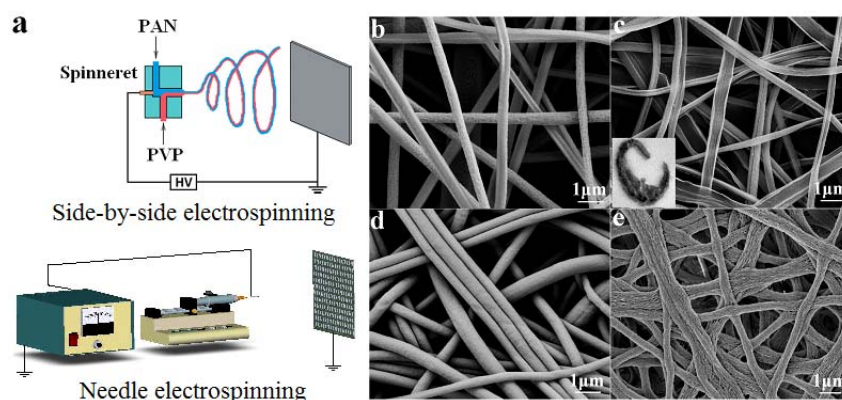 a
PAN
Spinneret
PVP
HV
Side-by-side electrospinning
Needle electrospinning
b
1μm
c
1μm
d
1μm
e
1μm